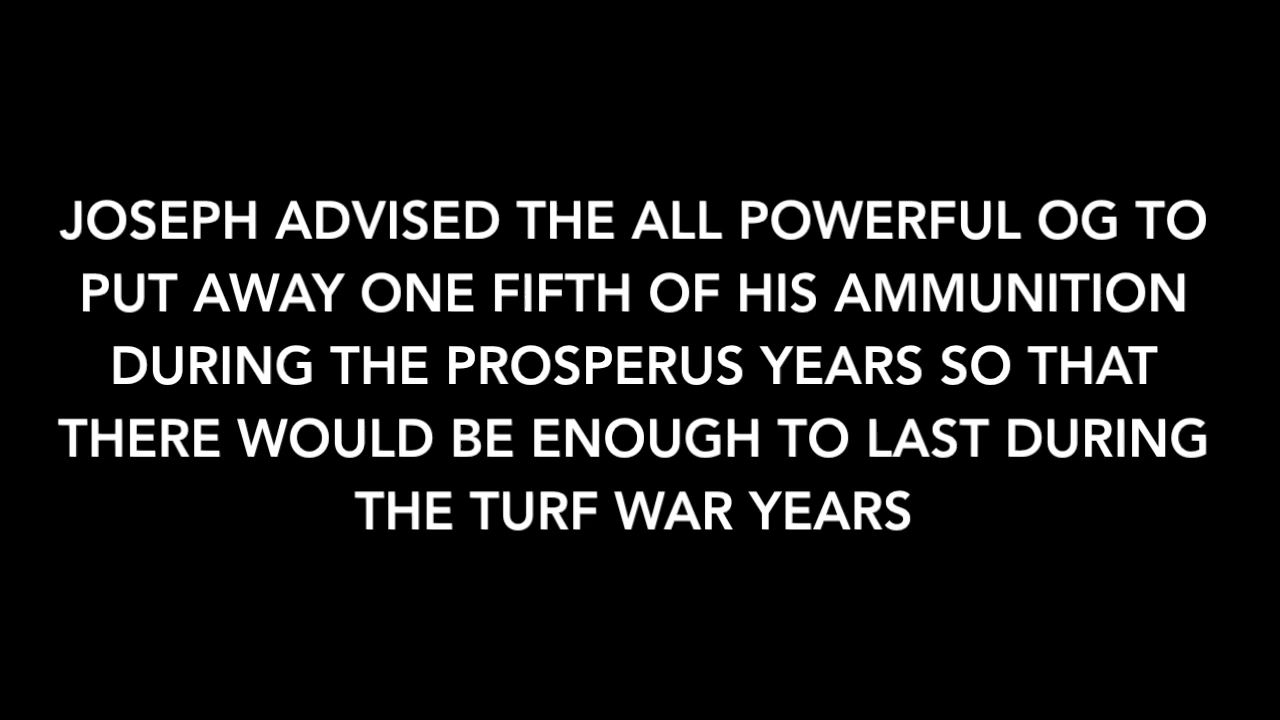 JOSEPH ADVISED THE ALL POWERFUL OG TO
PUT AWAY ONE FIFTH OF HIS AMMUNITION
DURING THE PROSPERUS YEARS SO THAT
THERE WOULD BE ENOUGH TO LAST DURING
THE TURF WAR YEARS